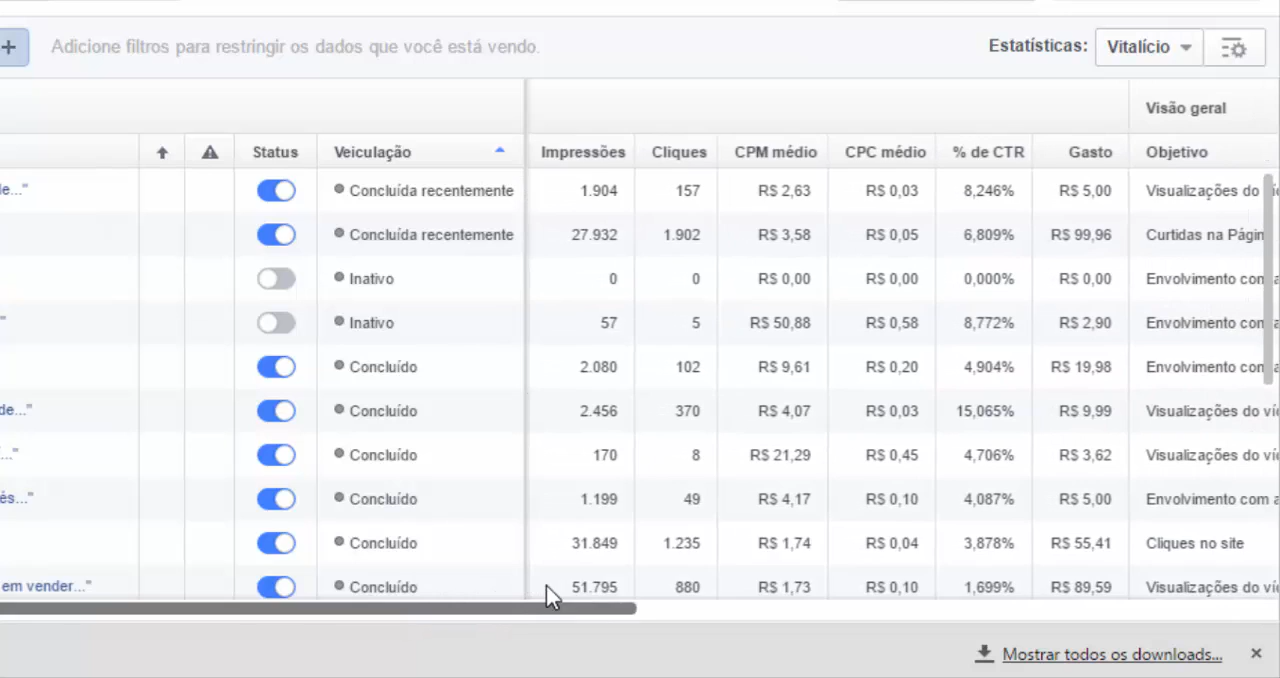 + Adicione filtros para restringir os dados que você está vendo. Estatísticas: Vitalício
Visão geral
Status Veiculação Impressões Cliques CPM médio CPC médio % de CTR Gasto Objetivo
de..." Concluída recentemente 1.904 157 R$ 2,63 R$ 0,03 8,246% R$ 5,00 Visualizações do
Concluída recentemente 27.932 1.902 R$ 3,58 R$ 0,05 6,809% R$ 99,96 Curtidas na Págin
Inativo 0 0 R$ 0,00 R$ 0,00 0,000% R$ 0,00 Envolvimento com a
" Inativo 57 5 R$ 50,88 R$ 0,58 8,772% R$ 2,90 Envolvimento com a
Concluído 2.080 102 R$ 9,61 R$ 0,20 4,904% R$ 19,98 Envolvimento com a
de..." Concluído 2.456 370 R$ 4,07 R$ 0,03 15,065% R$ 9,99 Visualizações do ví
..." Concluído 170 8 R$ 21,29 R$ 0,45 4,706% R$ 3,62 Visualizações do ví
és..." Concluído 1.199 49 R$ 4,17 R$ 0,10 4,087% R$ 5,00 Envolvimento com a
Concluído 31.849 1.235 R$ 1,74 R$ 0,04 3,878% R$ 55,41 Cliques no site
em vender..." Concluído 51.795 880 R$ 1,73 R$ 0,10 1,699% R$ 89,59 Visualizações do ví
Mostrar todos os downloads... ×